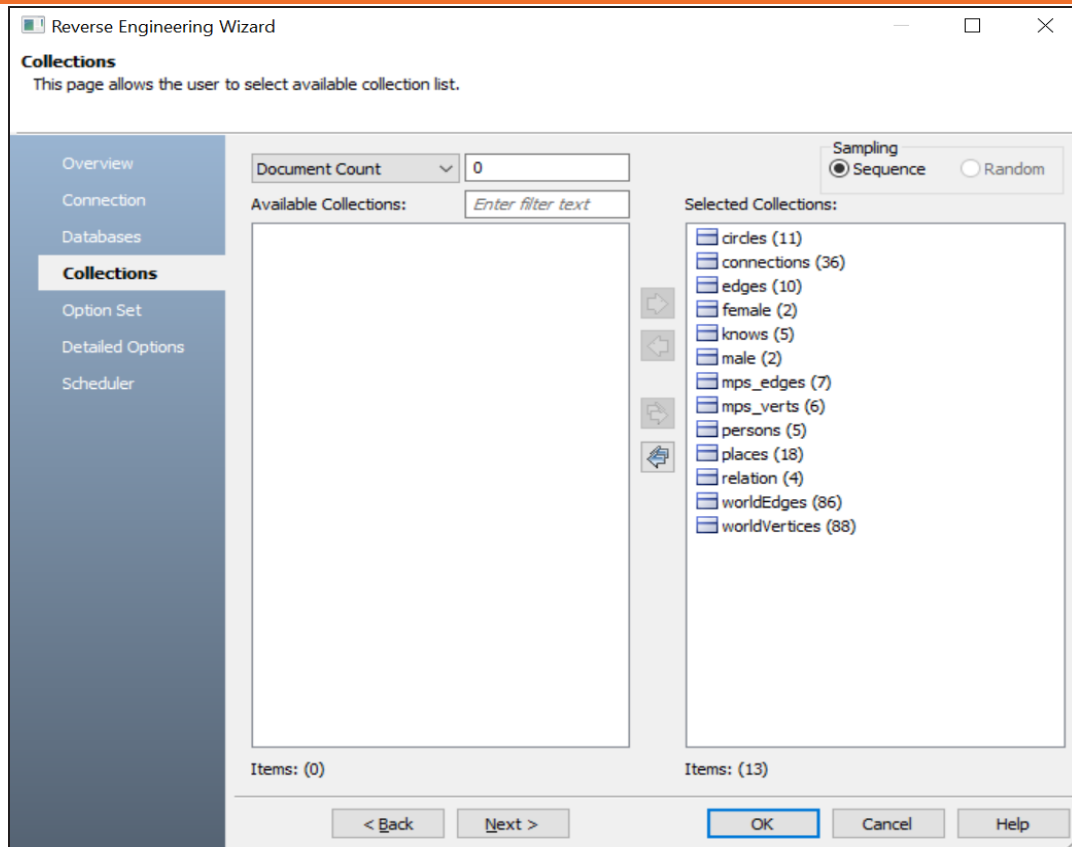 Reverse Engineering Wizard
Collections
This page allows the user to select available collection list.
Overview
Connection
Databases
Collections
Option Set
Detailed Options
Scheduler
Document Count 0
Sampling
Sequence Random
Available Collections: Enter filter text
Selected Collections:
circles (11)
connections (36)
edges (10)
female (2)
knows (5)
male (2)
mps_edges (7)
mps_verts (6)
persons (5)
places (18)
relation (4)
worldEdges (86)
worldVertices (88)
Items: (0) Items: (13)
< Back Next > OK Cancel Help